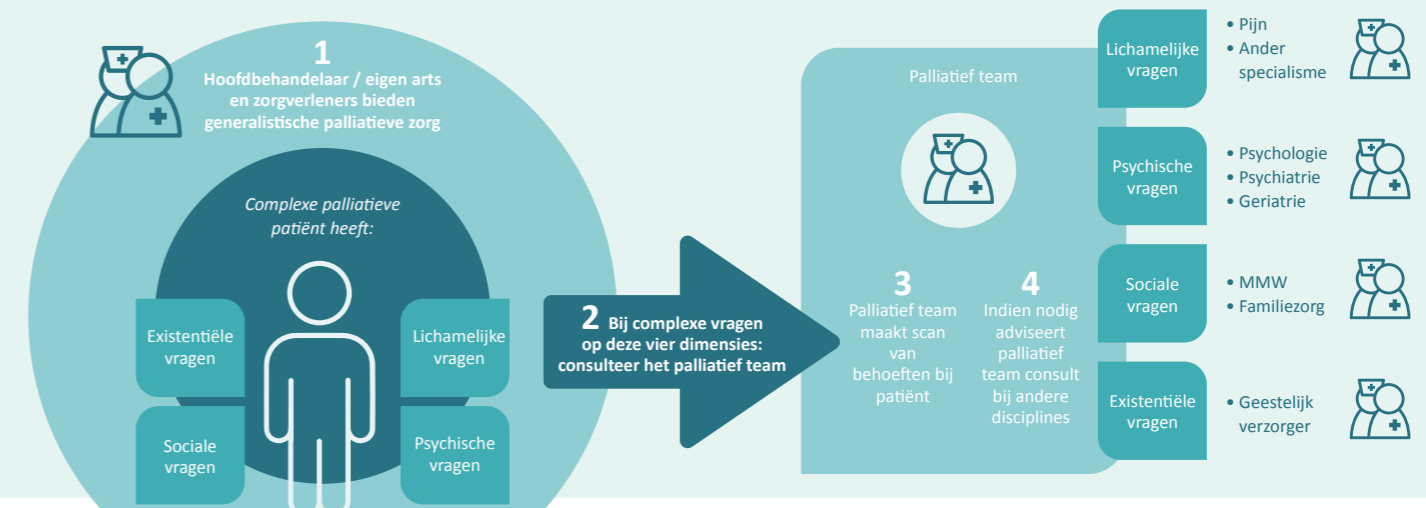 1
Hoofdbehandelaar / eigen arts
en zorgverleners bieden
generalistische palliatieve zorg
Complexe palliatieve
patiënt heeft:
Existentiële
vragen
Lichamelijke
vragen
Sociale
vragen
Psychische
vragen
2 Bij complexe vragen
op deze vier dimensies:
consulteer het palliatief team
Palliatief team
3
Palliatief team
maakt scan
van
behoeften bij
patiënt
4
Indien nodig
adviseert
palliatief
team consult
bij andere
disciplines
Lichamelijke
vragen
• Pijn
• Ander
specialisme
Psychische
vragen
• Psychologie
• Psychiatrie
• Geriatrie
Sociale
vragen
• MMW
• Familiezorg
Existentiële
vragen
• Geestelijk
verzorger